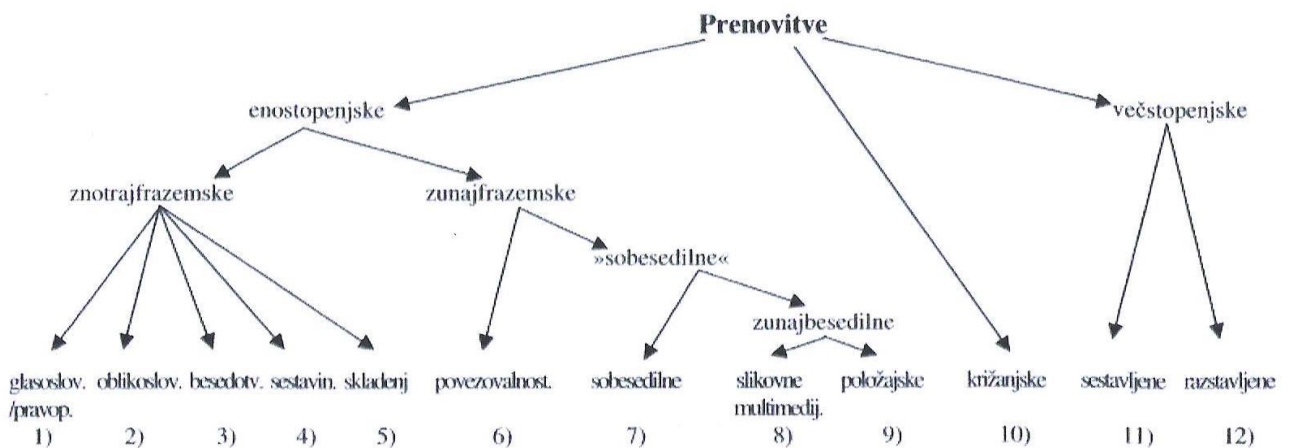 Prenovitve
enostopenjske
večstopenjske
znotrajfrazemske
zunajfrazemske
»sobesedilne«
zunajbesedilne
glasoslov. oblikoslov. besedotv. sestavin. skladenj povezovalnost. sobesedilne slikovne položajske križanjske sestavljene razstavljene
/pravop. multimedij.
1) 2) 3) 4) 5) 6) 7) 8) 9) 10) 11) 12)